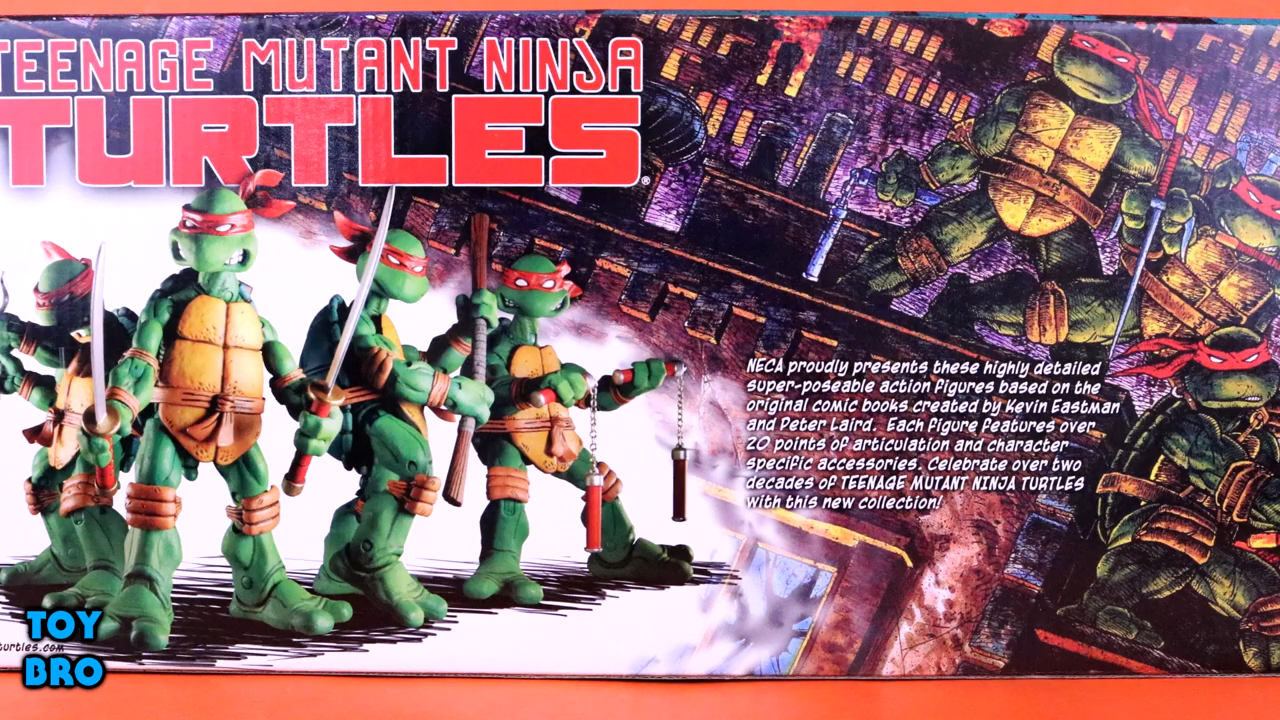 TEENAGE MUTANT NINJA
TURTLES®
NECA proudly presents these highly detailed
super-poseable action figures based on the
original comic books created by Kevin Eastman
and Peter Laird. Each figure features over
20 points of articulation and character
specific accessories. Celebrate over two
decades of TEENAGE MUTANT NINJA TURTLES
with this new collection!
turtles.com
TOY
BRO